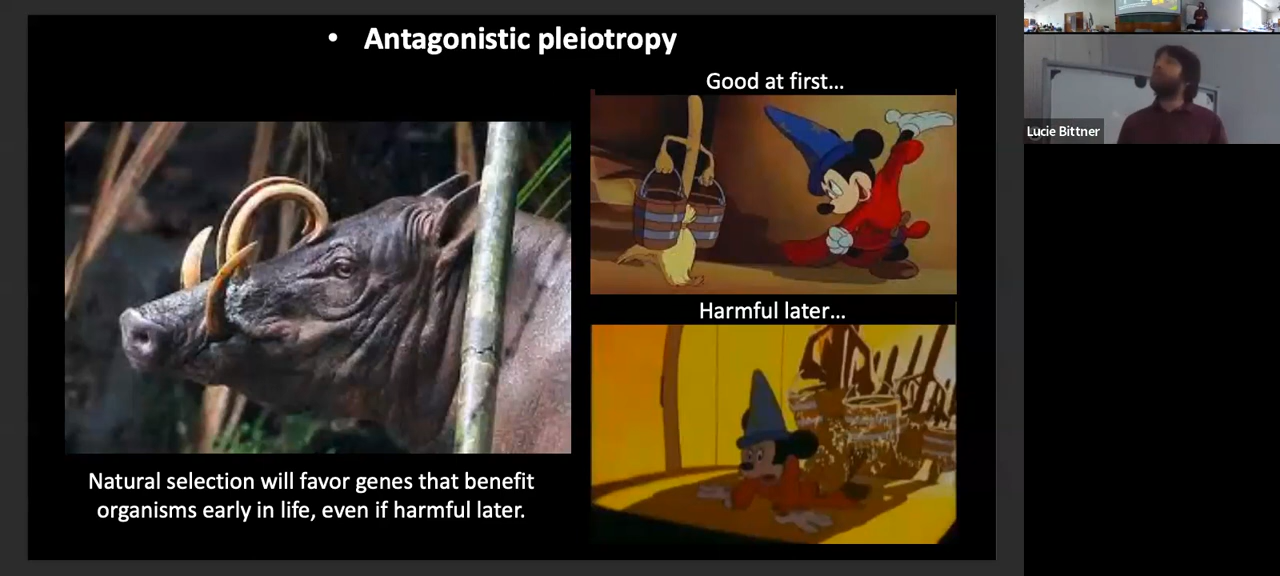 • Antagonistic pleiotropy
Good at first...
Harmful later...
Natural selection will favor genes that benefit
organisms early in life, even if harmful later.
Lucie Bittner